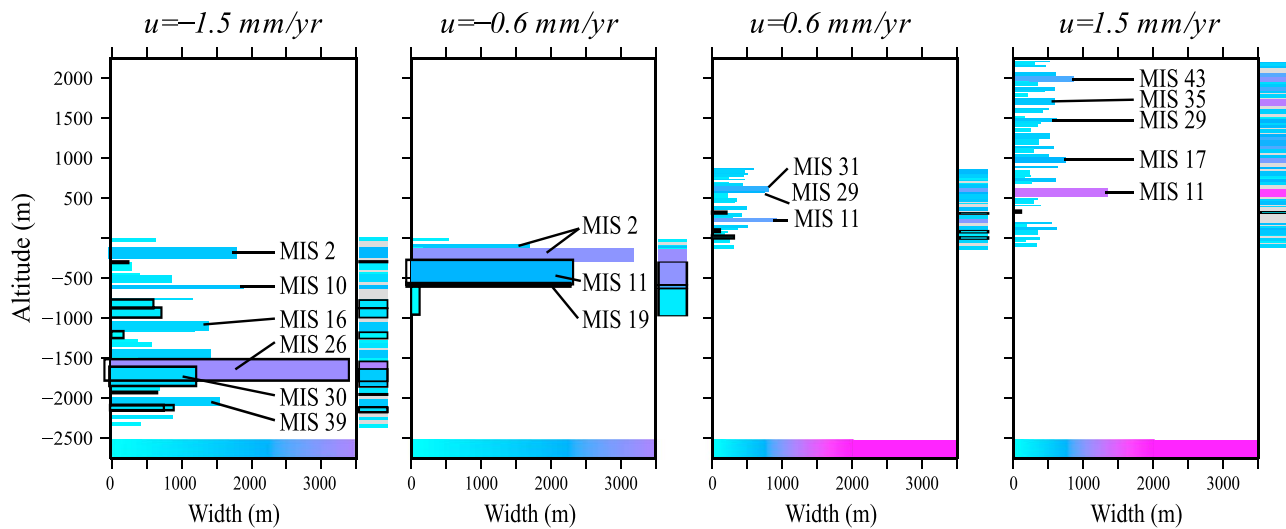 u=−1.5 mm/yr u=−0.6 mm/yr u=0.6 mm/yr u=1.5 mm/yr
Altitude (m)
2000
1500
1000
500
0
−500
−1000
−1500
−2000
−2500
MIS 2
MIS 10
MIS 16
MIS 26
MIS 30
MIS 39
MIS 2
MIS 11
MIS 19
MIS 31
MIS 29
MIS 11
MIS 43
MIS 35
MIS 29
MIS 17
MIS 11
0 1000 2000 3000 0 1000 2000 3000 0 1000 2000 3000 0 1000 2000 3000
Width (m) Width (m) Width (m) Width (m)